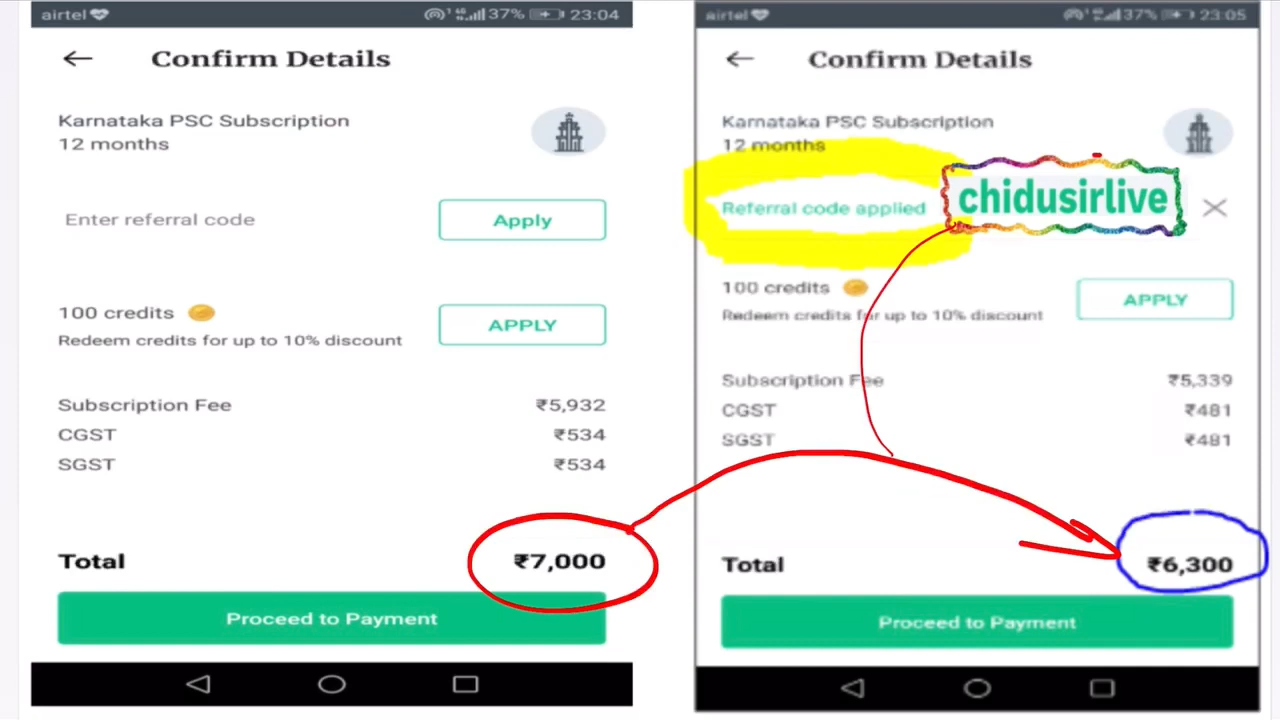 airtel 37% 23:04
Confirm Details
Karnataka PSC Subscription
12 months
Enter referral code Apply
100 credits APPLY
Redeem credits for up to 10% discount
Subscription Fee ₹5,932
CGST ₹534
SGST ₹534
Total ₹7,000
Proceed to Payment
airtel 37% 23:05
Confirm Details
Karnataka PSC Subscription
12 months
Referral code applied chidusirlive
100 credits APPLY
Redeem credits for up to 10% discount
Subscription Fee ₹5,339
CGST ₹481
SGST ₹481
Total ₹6,300
Proceed to Payment